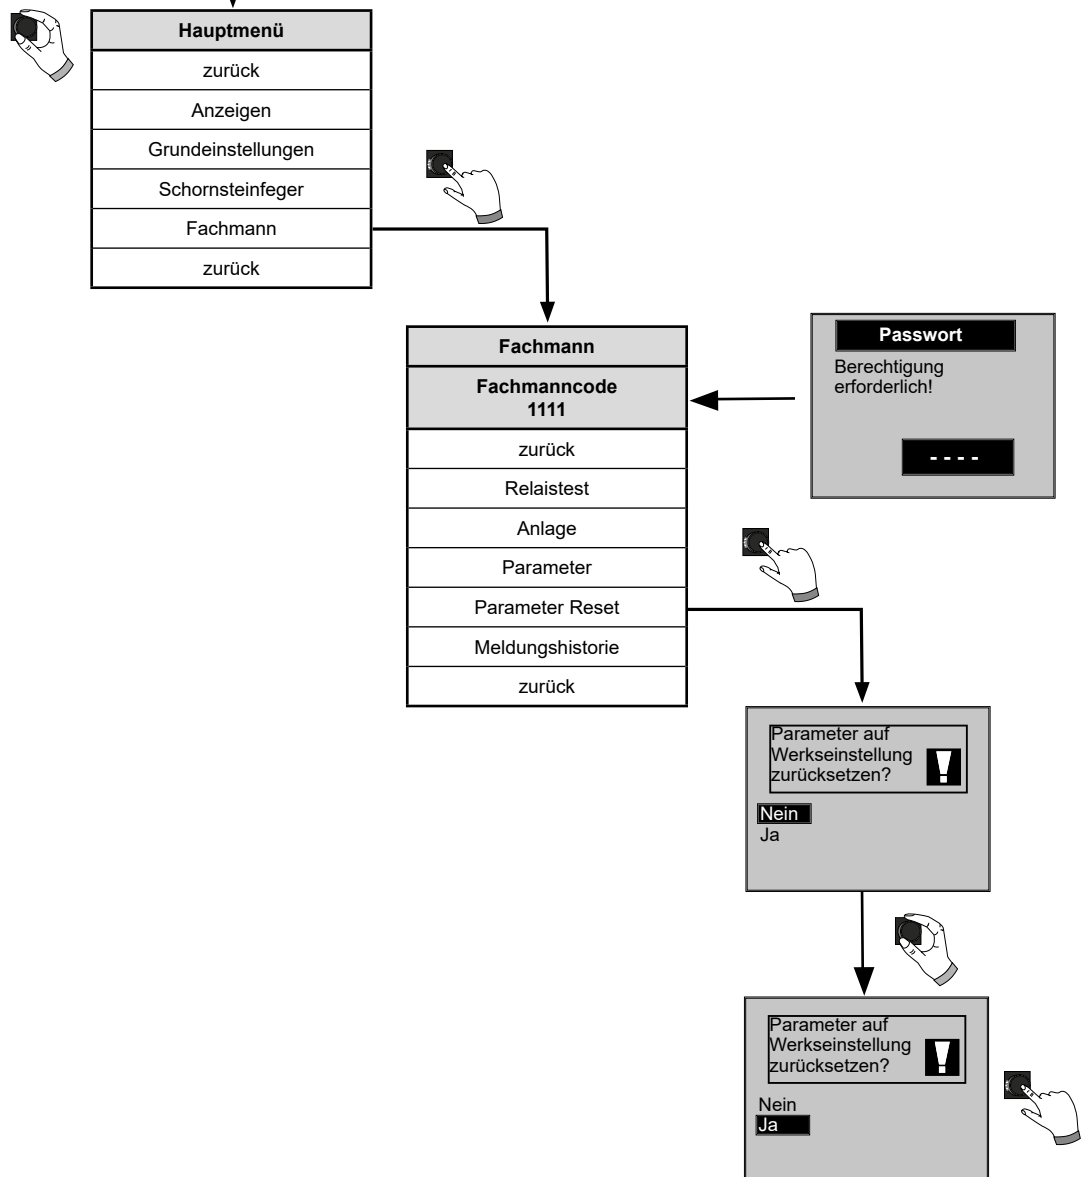 Hauptmenü
zurück
Anzeigen
Grundeinstellungen
Schornsteinfeger
Fachmann
zurück
Fachmann
Fachmanncode
1111
zurück
Relaistest
Anlage
Parameter
Parameter Reset
Meldungshistorie
zurück
Passwort
Berechtigung
erforderlich!
- - - -
Parameter auf
Werkseinstellung
zurücksetzen?
!
Nein
Ja
Parameter auf
Werkseinstellung
zurücksetzen?
!
Nein
Ja